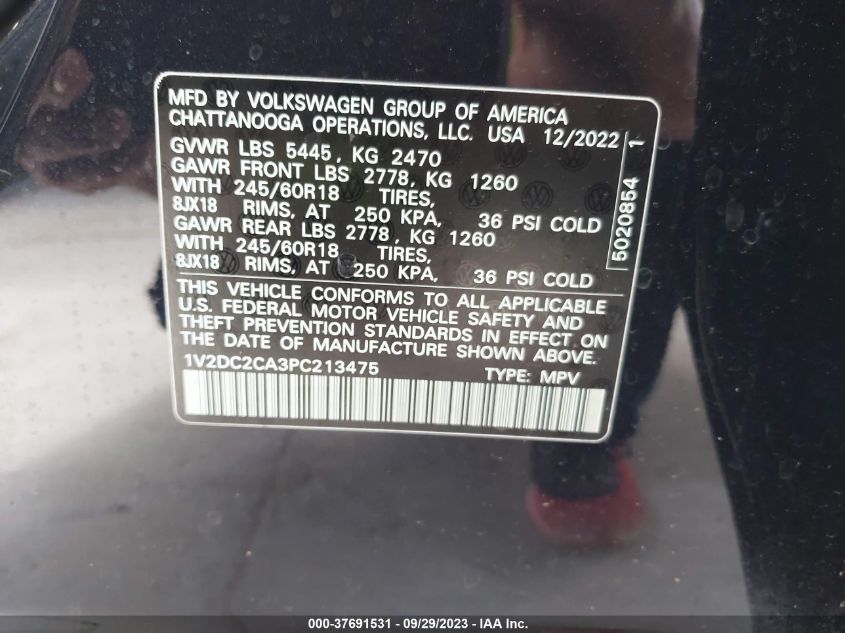 MFD BY VOLKSWAGEN GROUP OF AMERICA
CHATTANOOGA OPERATIONS, LLC. USA 12/2022
GVWR LBS 5445, KG 2470
GAWR FRONT LBS 2778, KG 1260
WITH 245/60R18 TIRES,
8JX18 RIMS, AT 250 KPA, 36 PSI COLD
GAWR REAR LBS 2778, KG 1260
WITH 245/60R18 TIRES,
8JX18 RIMS, AT 250 KPA, 36 PSI COLD
5020854 1
THIS VEHICLE CONFORMS TO ALL APPLICABLE
U.S. FEDERAL MOTOR VEHICLE SAFETY AND
THEFT PREVENTION STANDARDS IN EFFECT ON
THE DATE OF MANUFACTURE SHOWN ABOVE.
1V2DC2CA3PC213475 TYPE: MPV
000-37691531 - 09/29/2023 - IAA Inc.